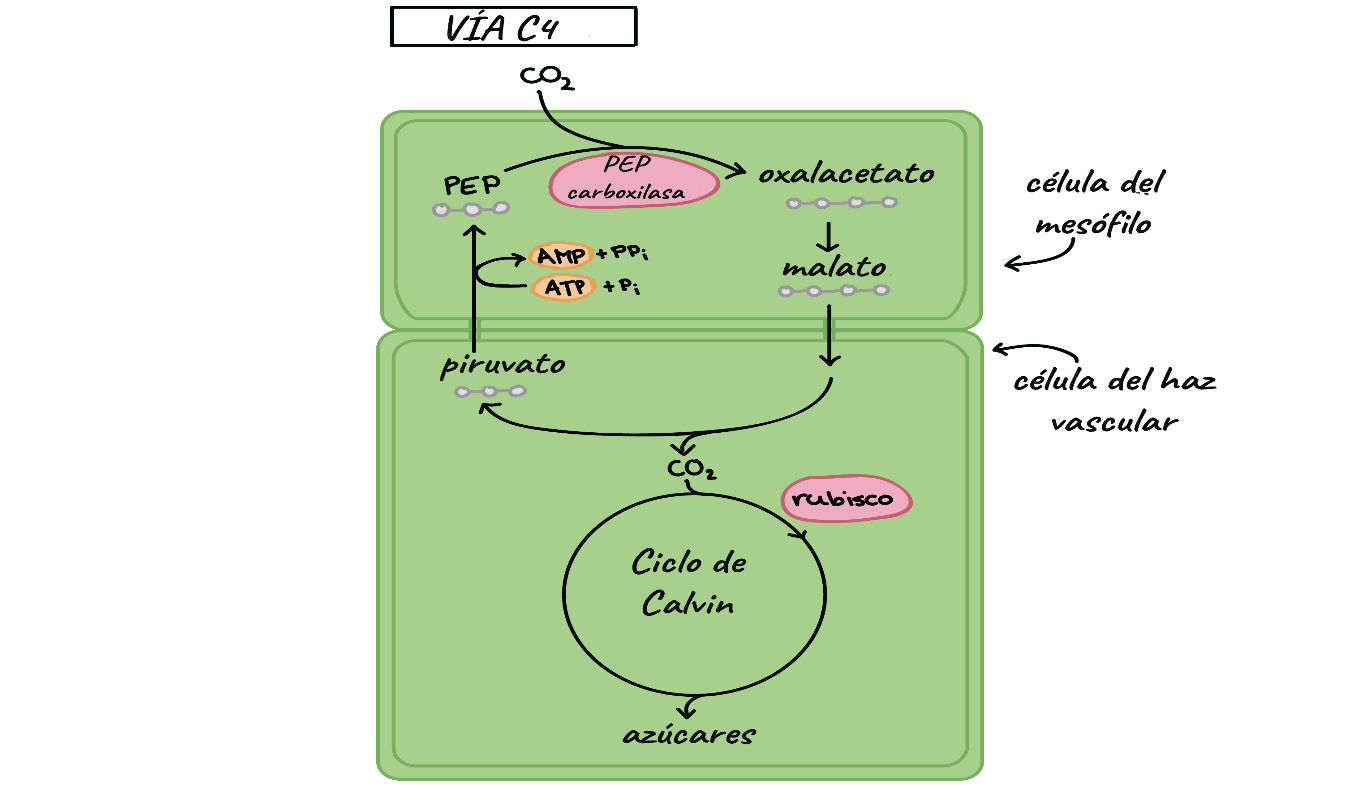 VÍA C4
CO2
PEP
carboxilasa
PEP
oxalacetato
célula del
mesófilo
AMP + PPi
ATP + Pi
malato
piruvato
célula del haz
vascular
CO2
rubisco
Ciclo de
Calvin
azúcares